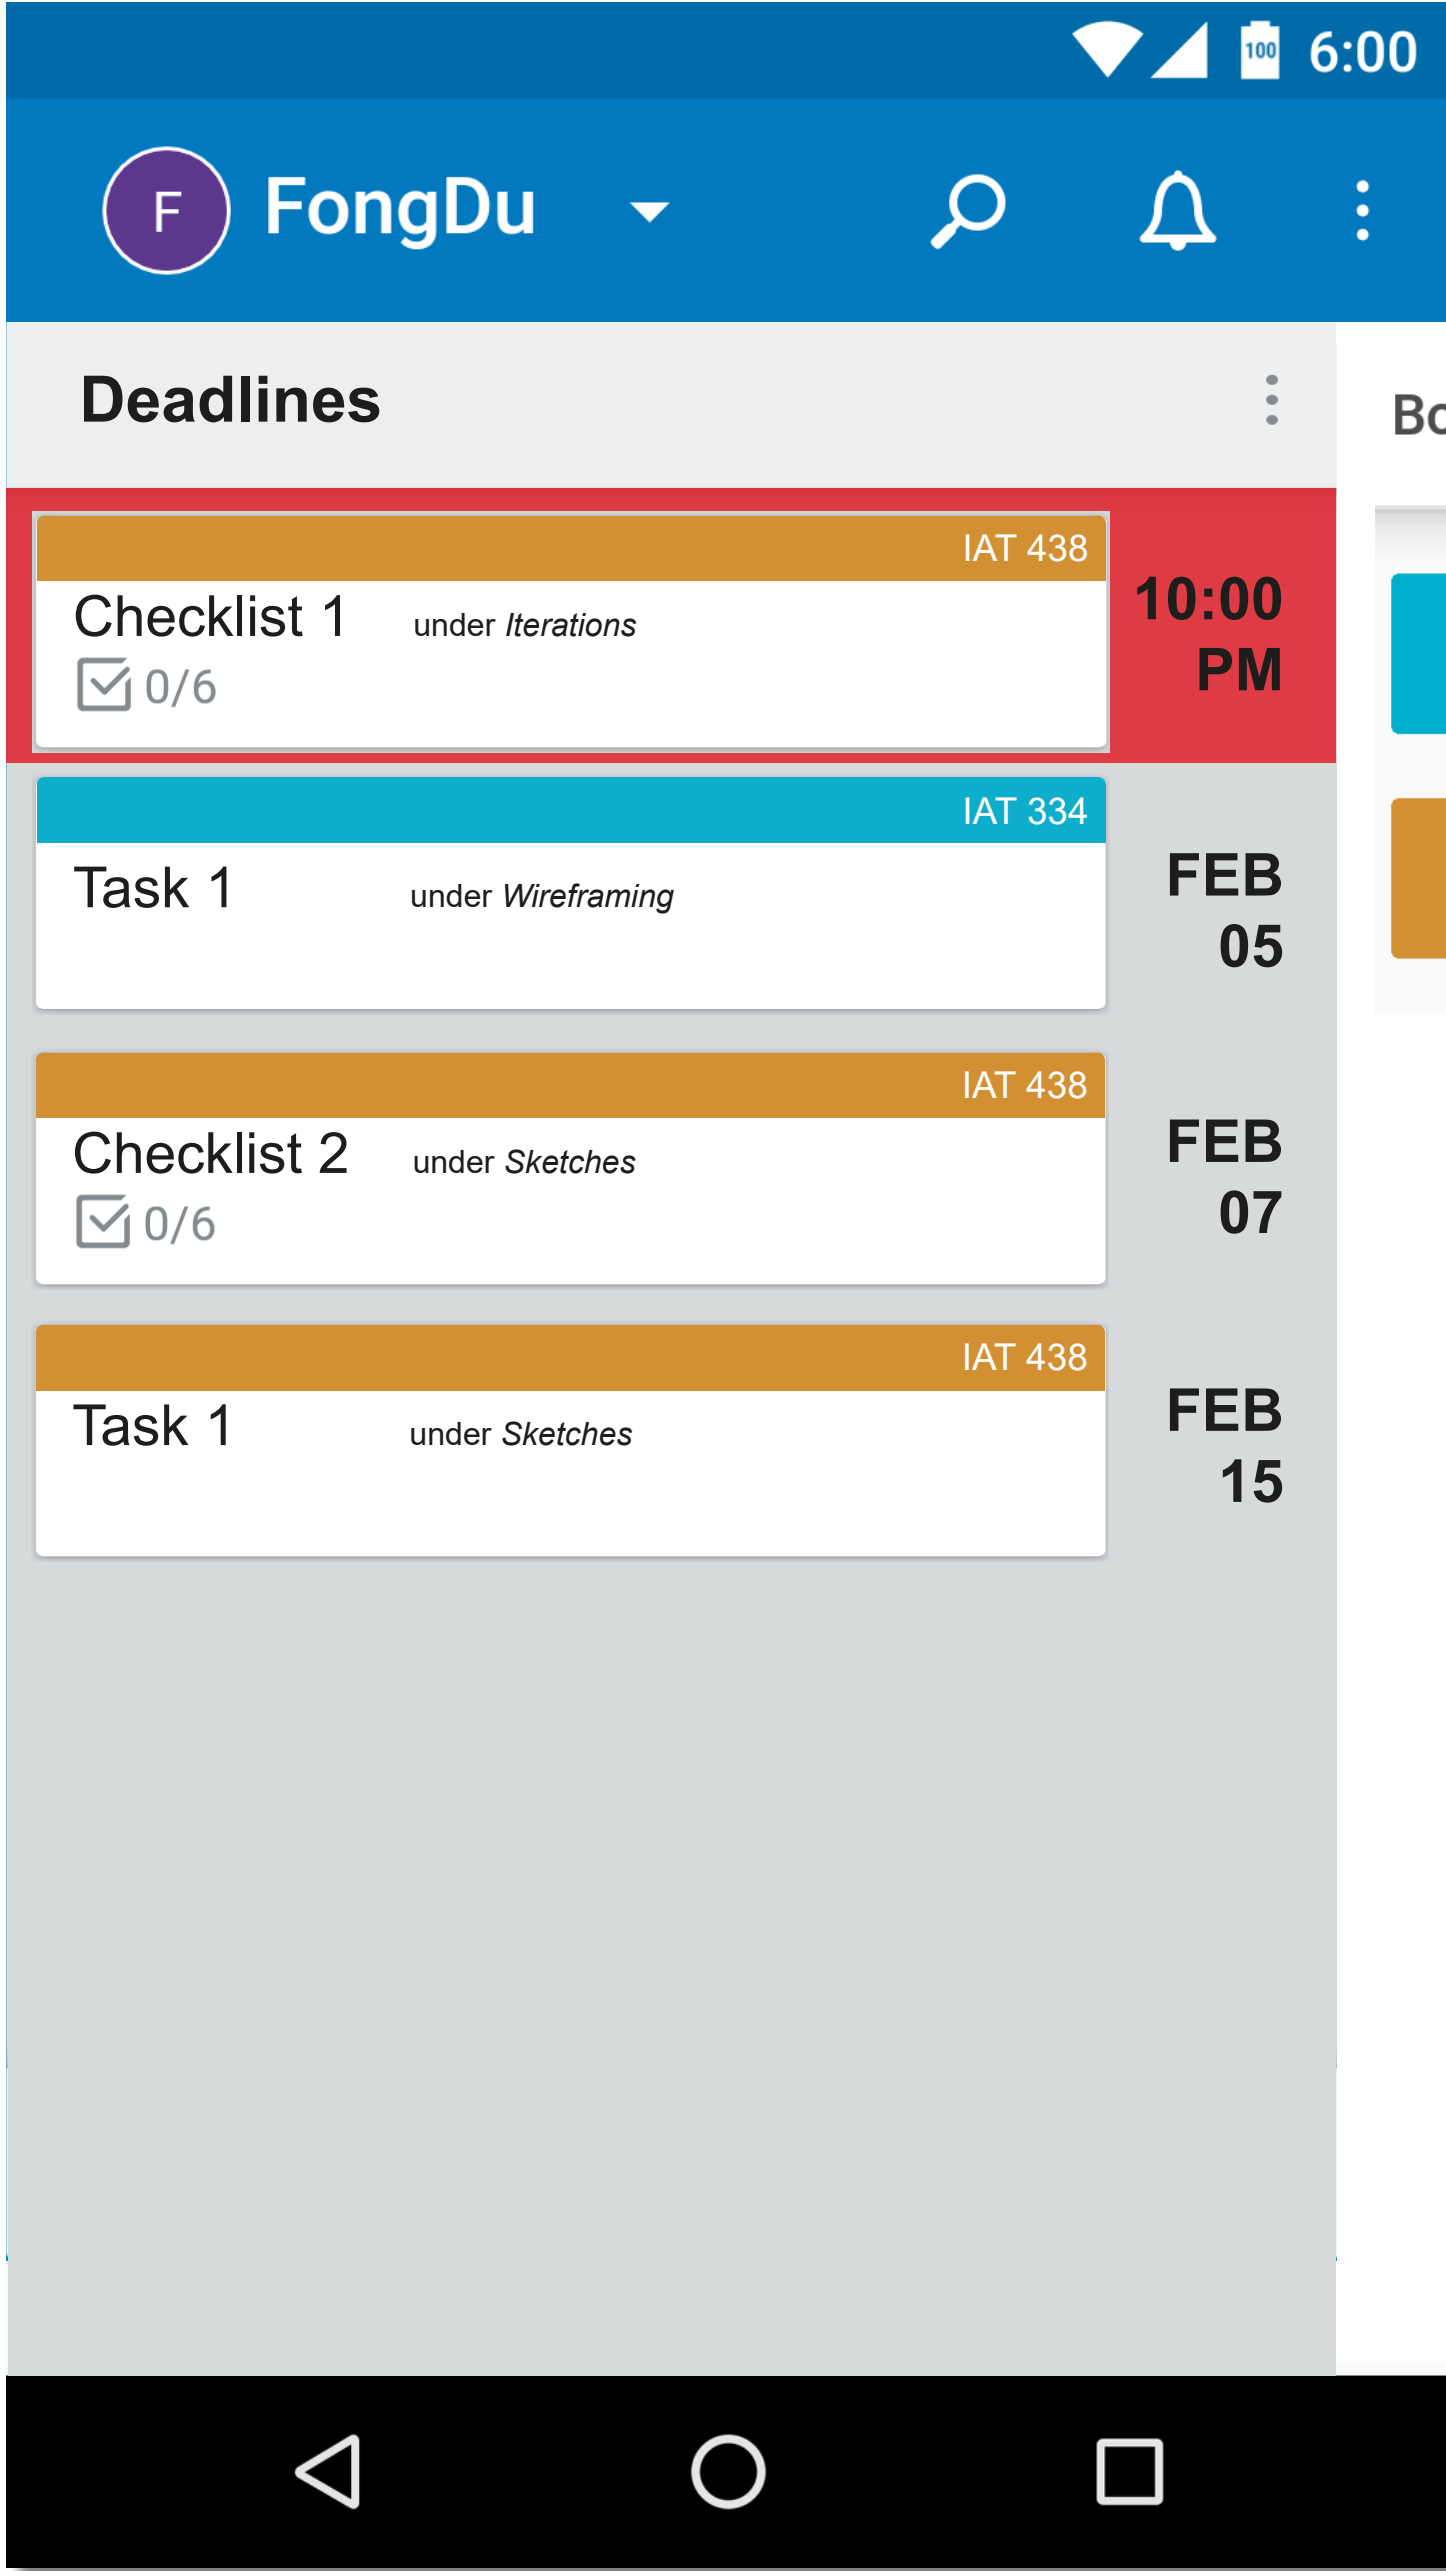 100 6:00
F FongDu
Deadlines
Bo
IAT 438
Checklist 1 under Iterations
0/6
10:00
PM
IAT 334
Task 1 under Wireframing
FEB
05
IAT 438
Checklist 2 under Sketches
0/6
FEB
07
IAT 438
Task 1 under Sketches
FEB
15